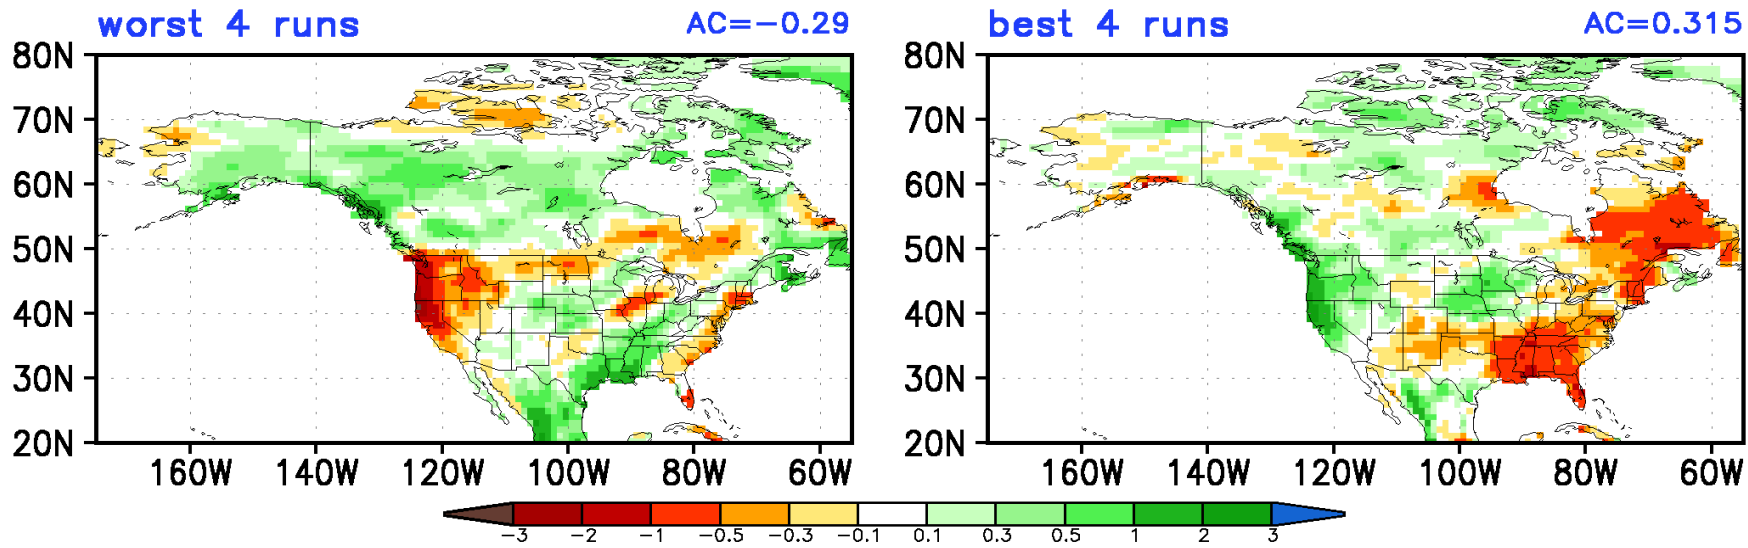 worst 4 runs AC=−0.29
best 4 runs AC=0.315
80N
70N
60N
50N
40N
30N
20N
160W 140W 120W 100W 80W 60W
80N
70N
60N
50N
40N
30N
20N
160W 140W 120W 100W 80W 60W
−3 −2 −1 −0.5 −0.3 −0.1 0.1 0.3 0.5 1 2 3